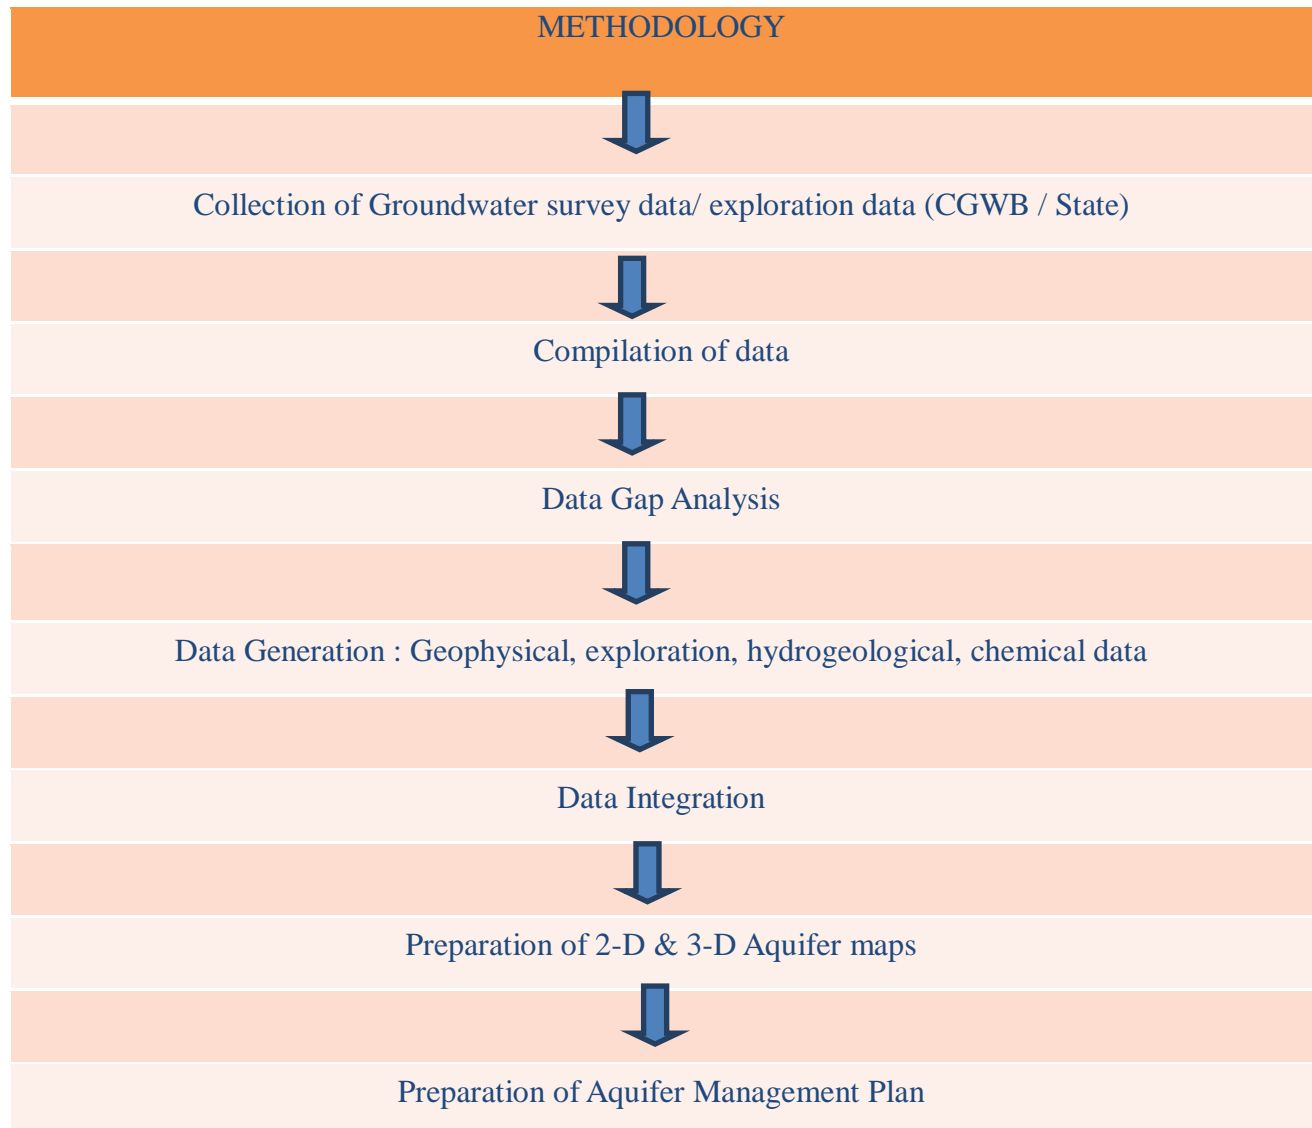 METHODOLOGY
Collection of Groundwater survey data/ exploration data (CGWB / State)
Compilation of data
Data Gap Analysis
Data Generation : Geophysical, exploration, hydrogeological, chemical data
Data Integration
Preparation of 2-D & 3-D Aquifer maps
Preparation of Aquifer Management Plan